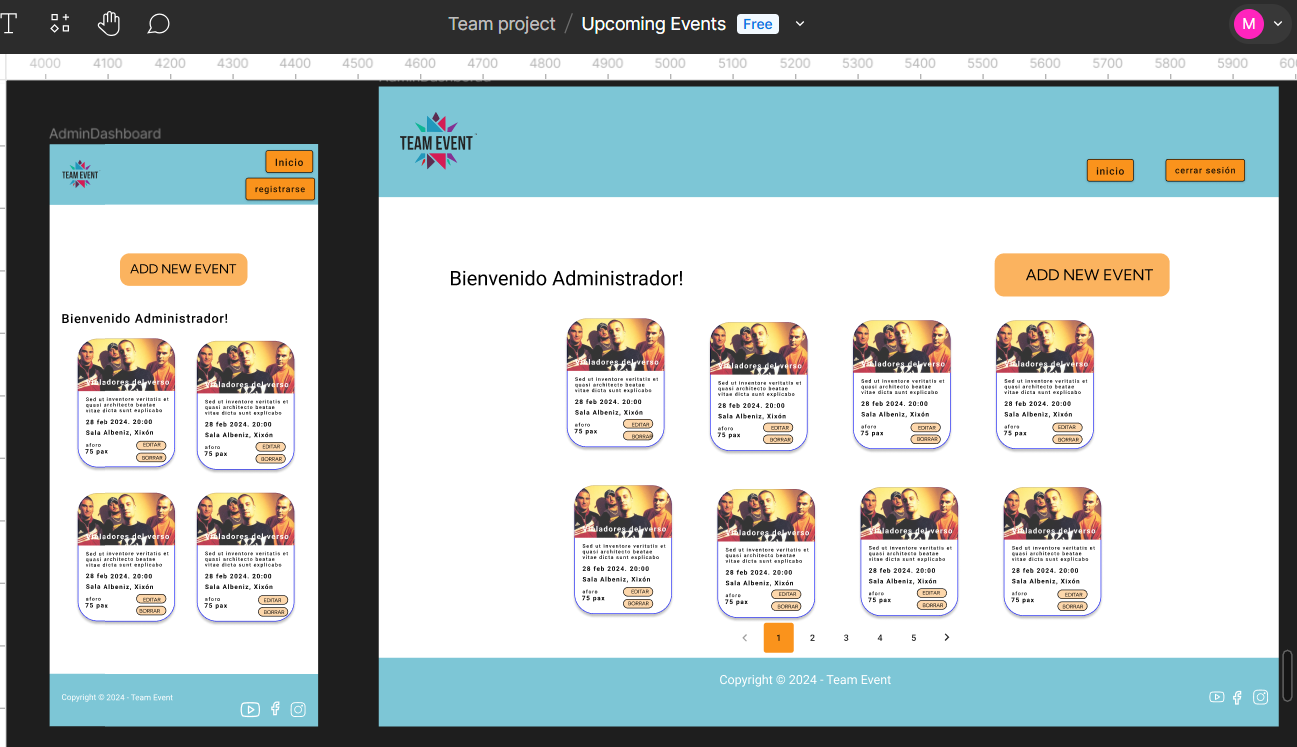 Team project / Upcoming Events Free
M
4000 4100 4200 4300 4400 4500 4600 4700 4800 4900 5000 5100 5200 5300 5400 5500 5600 5700 5800 5900
AdminDashboard
TEAM EVENT
Inicio
registrarse
ADD NEW EVENT
Bienvenido Administrador!
Violadores del verso
Sed ut inventore veritatis et
quasi architecto beatae
vitae dicta sunt explicabo
28 feb 2024. 20:00
Sala Albeniz, Xixón
aforo
75 pax
EDITAR
BORRAR
Violadores del verso
Sed ut inventore veritatis et
quasi architecto beatae
vitae dicta sunt explicabo
28 feb 2024. 20:00
Sala Albeniz, Xixón
aforo
75 pax
EDITAR
BORRAR
Violadores del verso
Sed ut inventore veritatis et
quasi architecto beatae
vitae dicta sunt explicabo
28 feb 2024. 20:00
Sala Albeniz, Xixón
aforo
75 pax
EDITAR
BORRAR
Violadores del verso
Sed ut inventore veritatis et
quasi architecto beatae
vitae dicta sunt explicabo
28 feb 2024. 20:00
Sala Albeniz, Xixón
aforo
75 pax
EDITAR
BORRAR
Copyright © 2024 - Team Event
TEAM EVENT
inicio
cerrar sesión
Bienvenido Administrador!
ADD NEW EVENT
Violadores del verso
Sed ut inventore veritatis et
quasi architecto beatae
vitae dicta sunt explicabo
28 feb 2024. 20:00
Sala Albeniz, Xixón
aforo
75 pax
EDITAR
BORRAR
Violadores del verso
Sed ut inventore veritatis et
quasi architecto beatae
vitae dicta sunt explicabo
28 feb 2024. 20:00
Sala Albeniz, Xixón
aforo
75 pax
EDITAR
BORRAR
Violadores del verso
Sed ut inventore veritatis et
quasi architecto beatae
vitae dicta sunt explicabo
28 feb 2024. 20:00
Sala Albeniz, Xixón
aforo
75 pax
EDITAR
BORRAR
Violadores del verso
Sed ut inventore veritatis et
quasi architecto beatae
vitae dicta sunt explicabo
28 feb 2024. 20:00
Sala Albeniz, Xixón
aforo
75 pax
EDITAR
BORRAR
Violadores del verso
Sed ut inventore veritatis et
quasi architecto beatae
vitae dicta sunt explicabo
28 feb 2024. 20:00
Sala Albeniz, Xixón
aforo
75 pax
EDITAR
BORRAR
Violadores del verso
Sed ut inventore veritatis et
quasi architecto beatae
vitae dicta sunt explicabo
28 feb 2024. 20:00
Sala Albeniz, Xixón
aforo
75 pax
EDITAR
BORRAR
Violadores del verso
Sed ut inventore veritatis et
quasi architecto beatae
vitae dicta sunt explicabo
28 feb 2024. 20:00
Sala Albeniz, Xixón
aforo
75 pax
EDITAR
BORRAR
Violadores del verso
Sed ut inventore veritatis et
quasi architecto beatae
vitae dicta sunt explicabo
28 feb 2024. 20:00
Sala Albeniz, Xixón
aforo
75 pax
EDITAR
BORRAR
1 2 3 4 5
Copyright © 2024 - Team Event